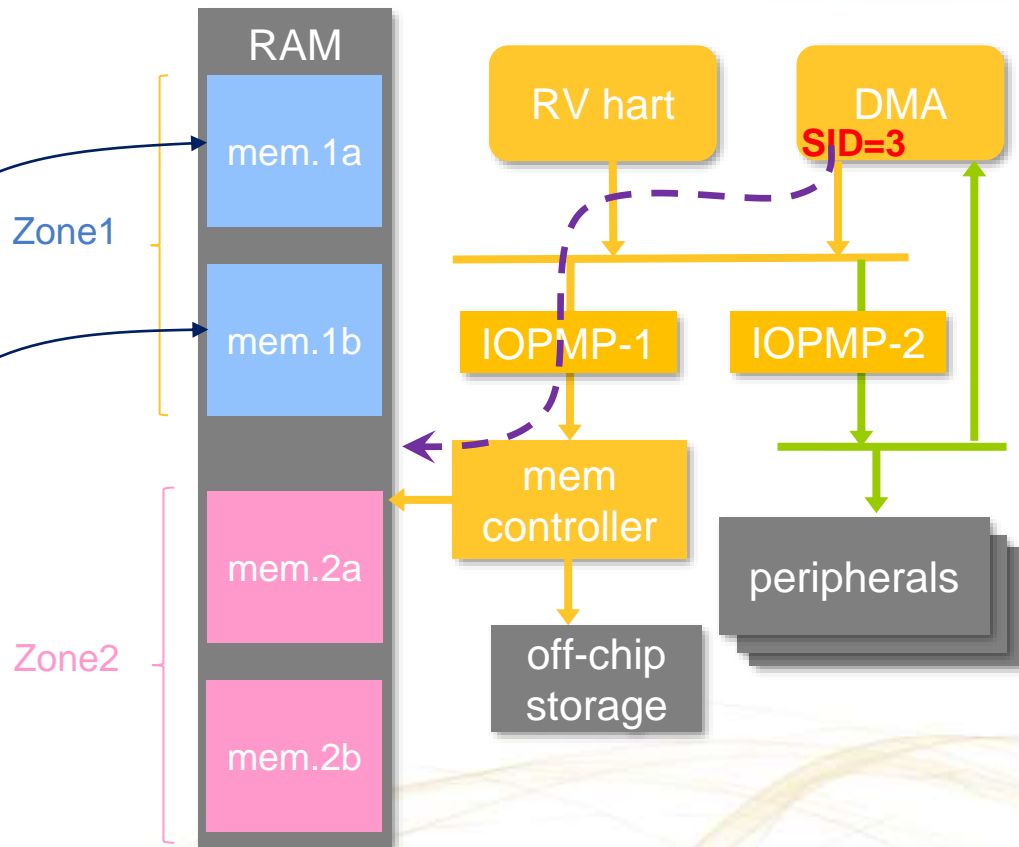 RAM
mem.1a
mem.1b
mem.2a
mem.2b
Zone1
Zone2
RV hart
DMA
SID=3
IOPMP-1
IOPMP-2
mem
controller
off-chip
storage
peripherals